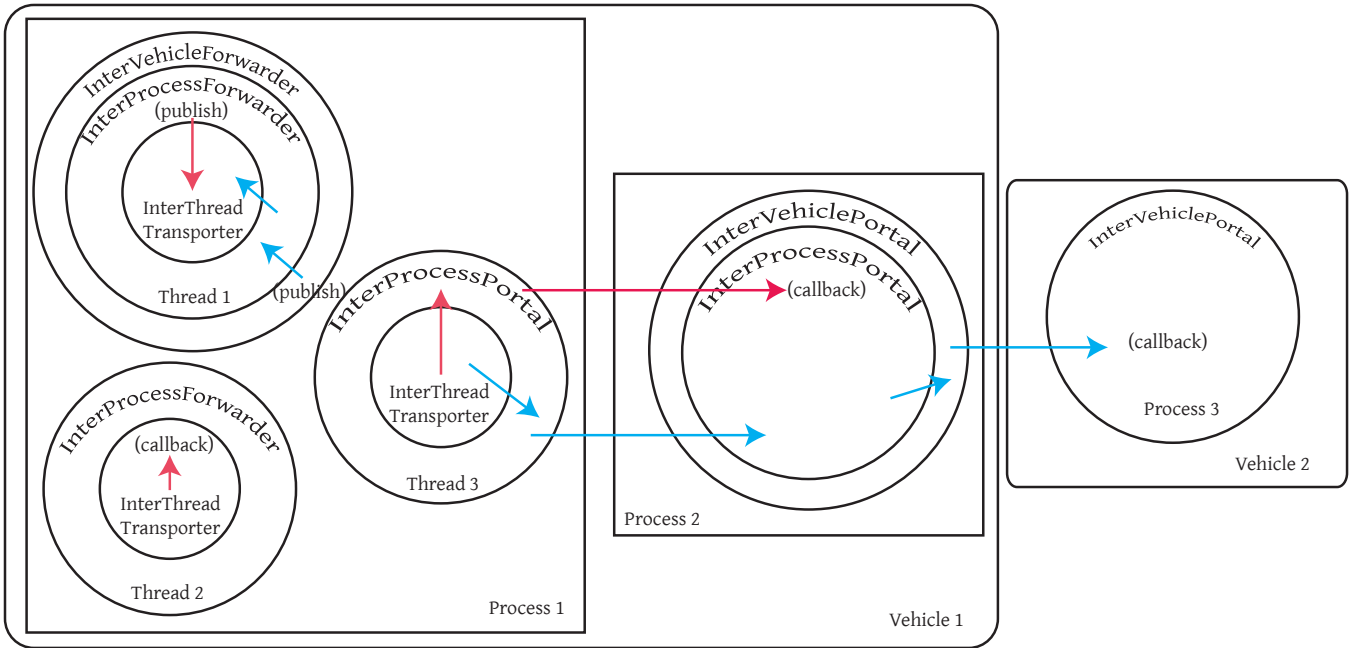 InterVehicleForwarder
InterProcessForwarder
(publish)
InterThread
Transporter
Thread 1
(publish)
InterProcessPortal
InterThread
Transporter
Thread 3
InterProcessForwarder
(callback)
InterThread
Transporter
Thread 2
Process 1
InterVehiclePortal
InterProcessPortal
(callback)
Process 2
Vehicle 1
InterVehiclePortal
(callback)
Process 3
Vehicle 2